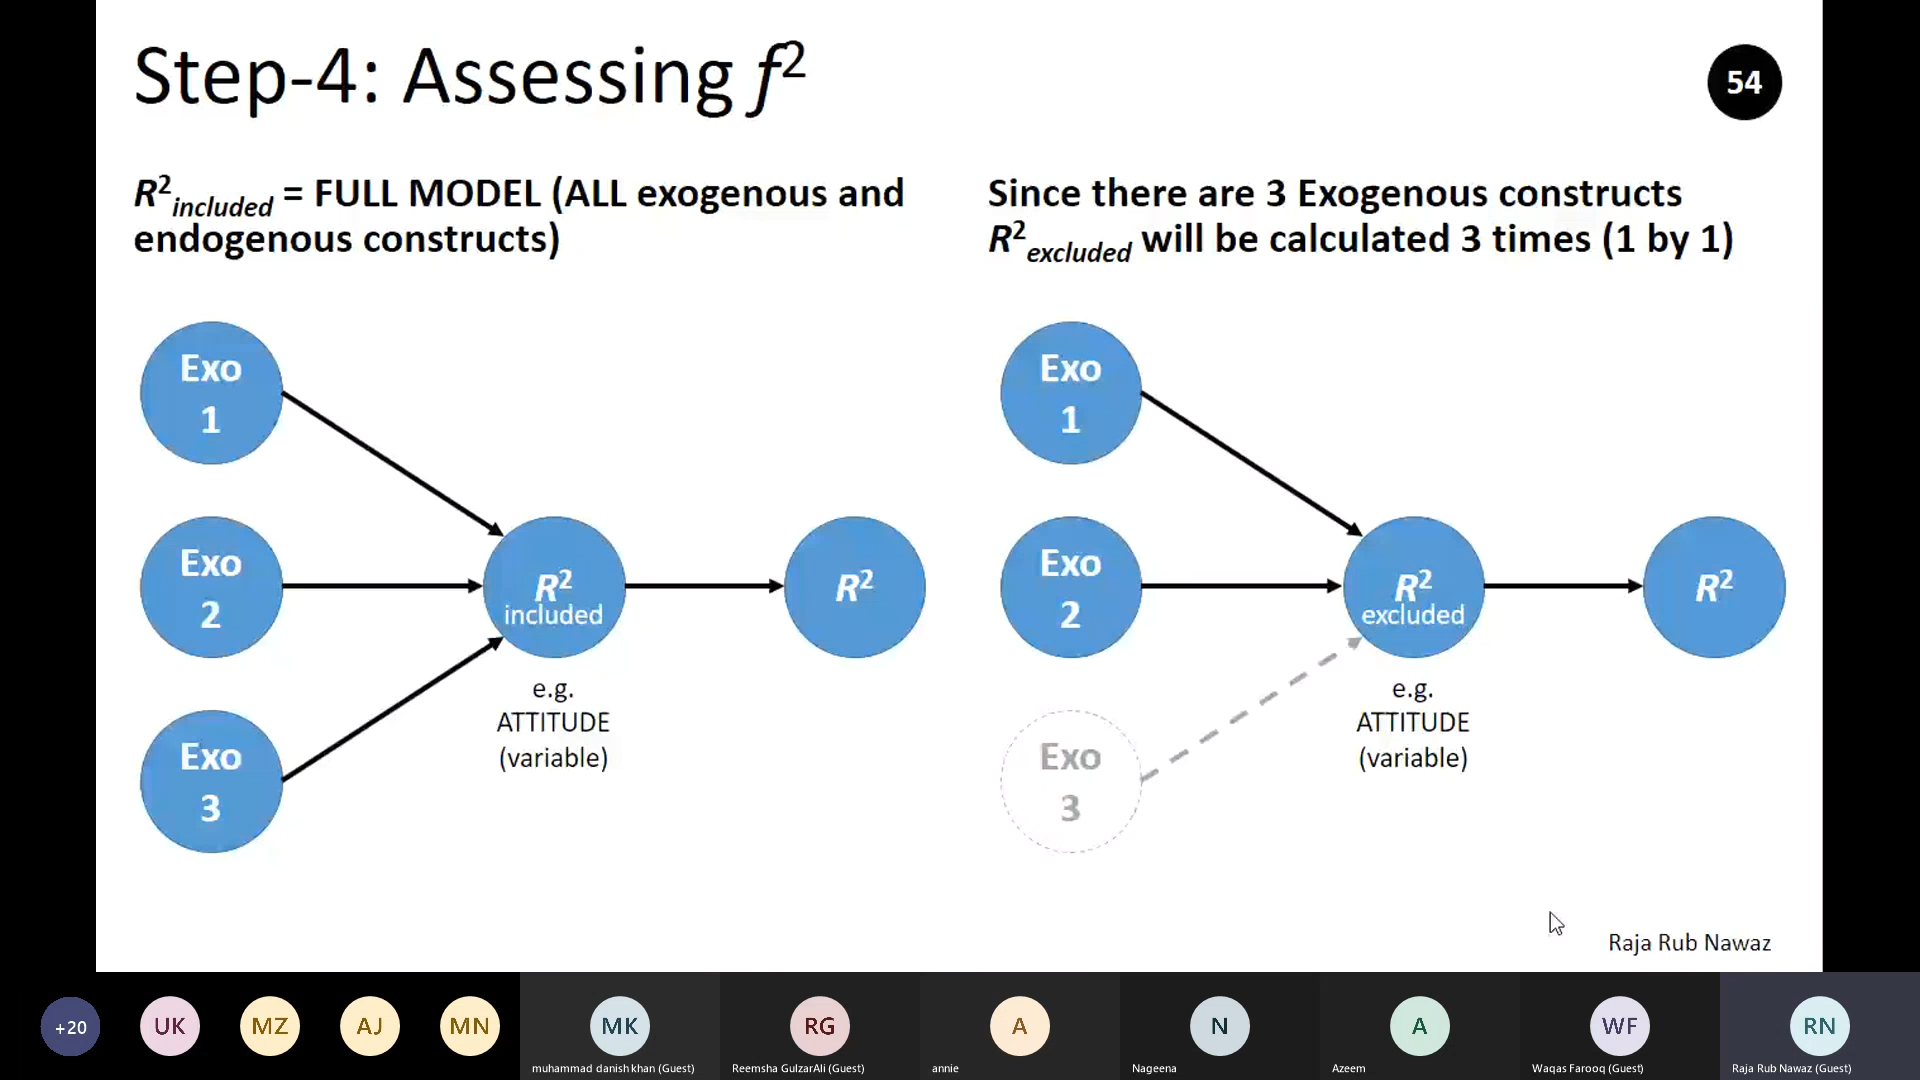 Step-4: Assessing f²
54
R²included = FULL MODEL (ALL exogenous and
endogenous constructs)
Since there are 3 Exogenous constructs
R²excluded will be calculated 3 times (1 by 1)
Exo
1
Exo
2
Exo
3
R²
included
R²
e.g.
ATTITUDE
(variable)
Exo
1
Exo
2
Exo
3
R²
excluded
R²
e.g.
ATTITUDE
(variable)
Raja Rub Nawaz
+20
UK
MZ
AJ
MN
MK
muhammad danish khan (Guest)
RG
Reemsha GulzarAli (Guest)
A
annie
N
Nageena
A
Azeem
WF
Waqas Farooq (Guest)
RN
Raja Rub Nawaz (Guest)